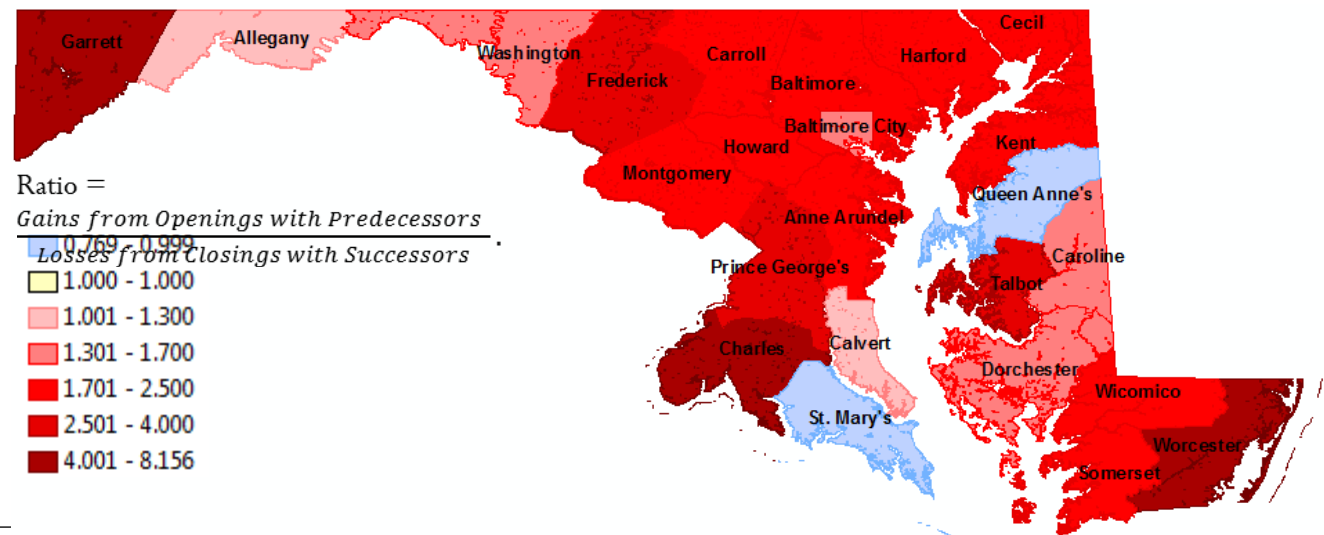 Cecil
Garrett
Allegany
Washington
Carroll
Harford
Frederick
Baltimore
Baltimore City
Howard
Kent
Montgomery
Ratio =
Queen Anne's
Gains from Openings with Predecessors
Anne Arundel
0.769 - 0.999
Losses from Closings with Successors
.
Caroline
Prince George's
Talbot
1.000 - 1.000
1.001 - 1.300
Calvert
Charles
1.301 - 1.700
Dorchester
1.701 - 2.500
Wicomico
St. Mary's
2.501 - 4.000
Worcester
4.001 - 8.156
Somerset